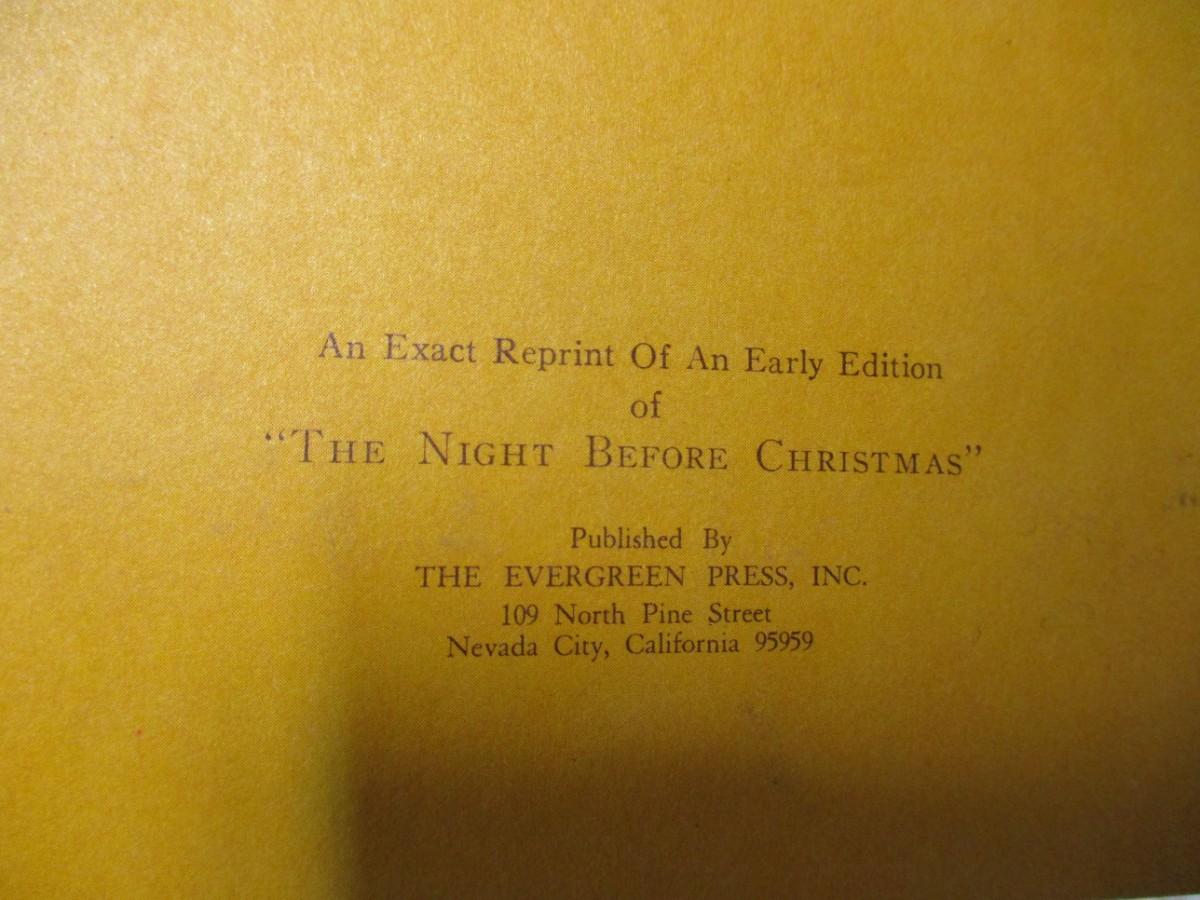 An Exact Reprint Of An Early Edition
of
"THE NIGHT BEFORE CHRISTMAS"
Published By
THE EVERGREEN PRESS, INC.
109 North Pine Street
Nevada City, California 95959